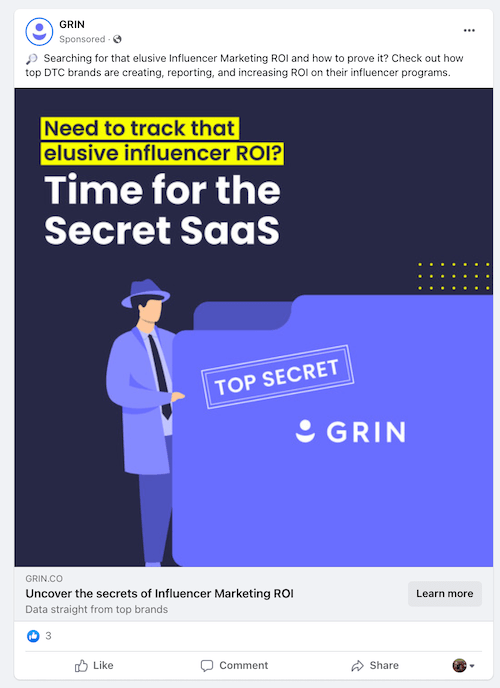 GRIN
Sponsored ·
🔎 Searching for that elusive Influencer Marketing ROI and how to prove it? Check out how
top DTC brands are creating, reporting, and increasing ROI on their influencer programs.
Need to track that
elusive influencer ROI?
Time for the
Secret SaaS
TOP SECRET
GRIN
GRIN.CO
Uncover the secrets of Influencer Marketing ROI
Learn more
Data straight from top brands
3
Like
Comment
Share